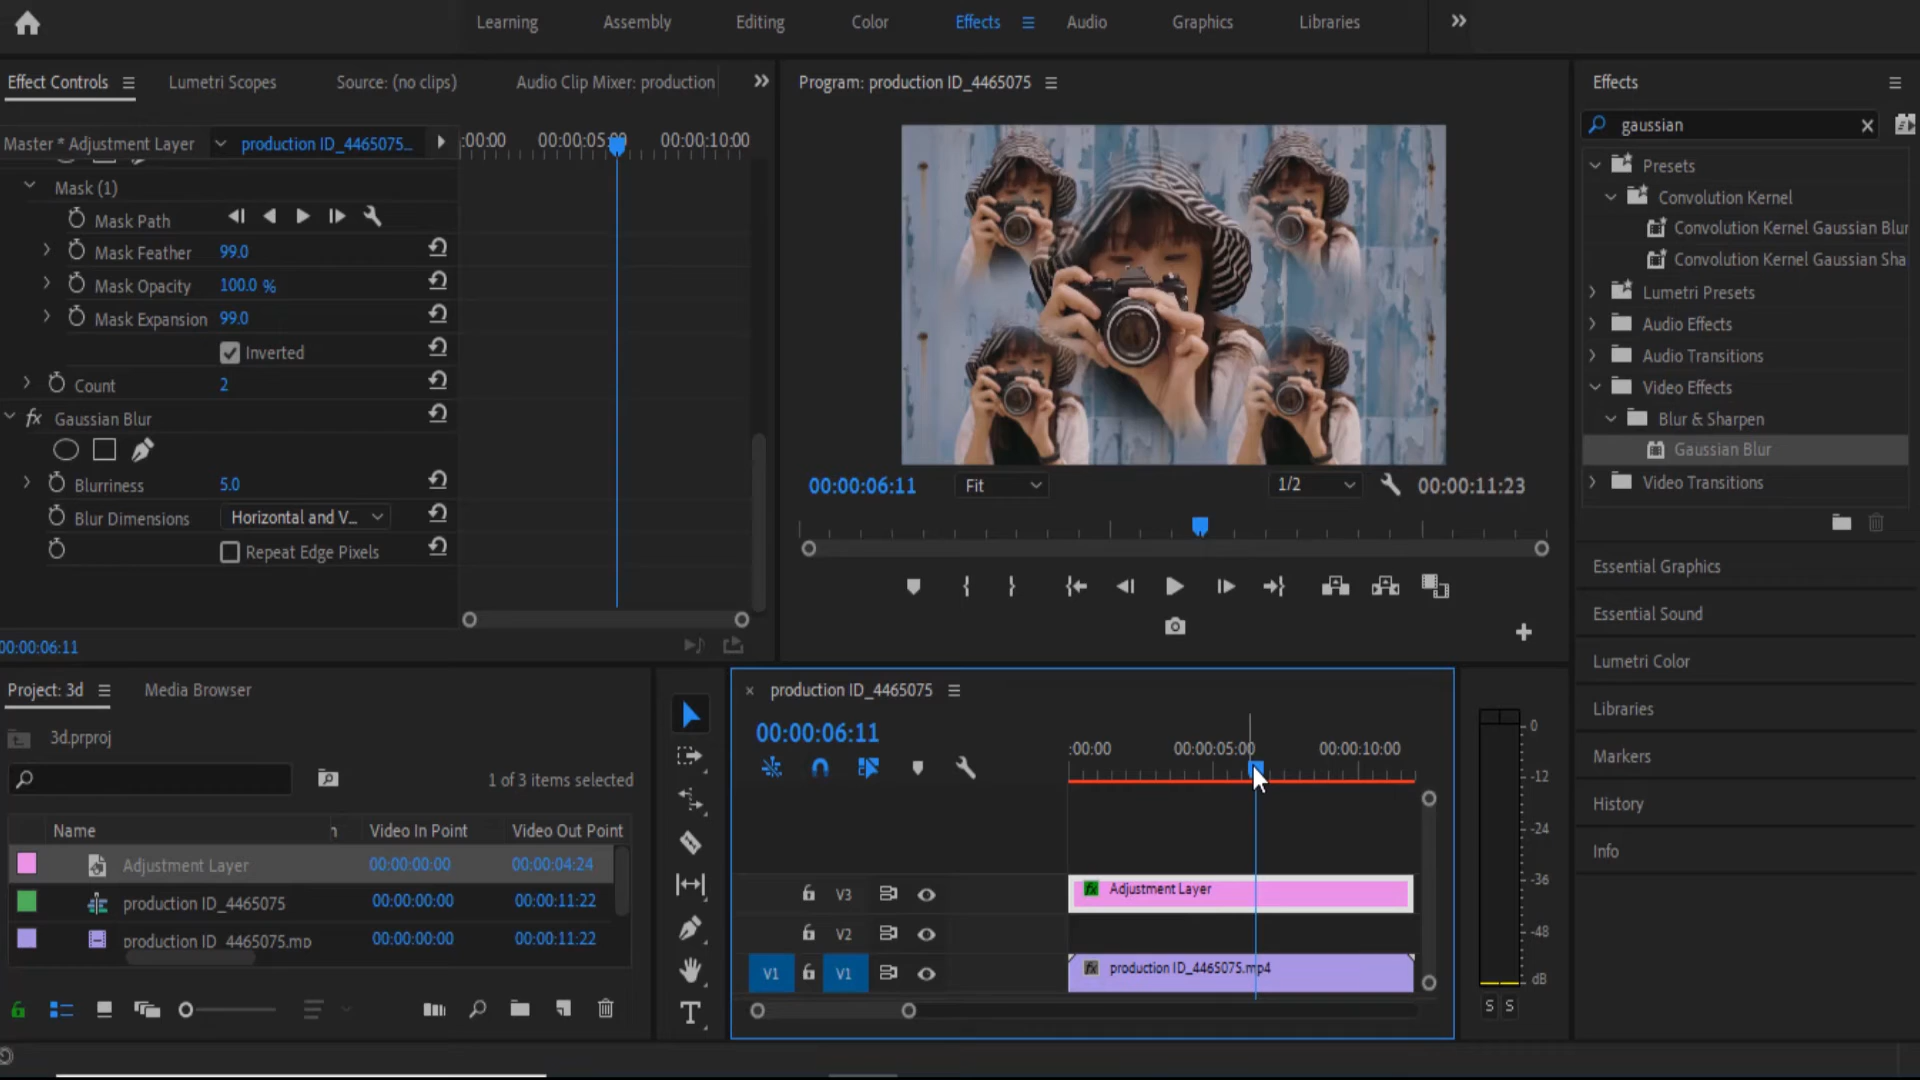 Learning
Assembly
Editing
Color
Effects
Audio
Graphics
Libraries
Effect Controls
Lumetri Scopes
Source: (no clips)
Audio Clip Mixer: production
Program: production ID_4465075
Effects
Master * Adjustment Layer
production ID_4465075...
:00:00
00:00:10:00
gaussian
Mask (1)
Mask Path
Mask Feather
99.0
Mask Opacity
100.0 %
Mask Expansion
99.0
Inverted
Count
2
Gaussian Blur
Blurriness
5.0
Blur Dimensions
Horizontal and V...
Repeat Edge Pixels
00:00:06:11
00:00:06:11
Fit
1/2
00:00:11:23
Presets
Convolution Kernel
Convolution Kernel Gaussian Blur
Convolution Kernel Gaussian Sha
Lumetri Presets
Audio Effects
Audio Transitions
Video Effects
Blur & Sharpen
Gaussian Blur
Video Transitions
Essential Graphics
Essential Sound
Lumetri Color
Libraries
Markers
History
Info
Project: 3d
Media Browser
3d.prproj
1 of 3 items selected
Name
Video In Point
Video Out Point
Adjustment Layer
00:00:00:00
00:00:04:24
production ID_4465075
00:00:00:00
00:00:11:22
production ID_4465075.mp
00:00:00:00
00:00:11:22
production ID_4465075
00:00:06:11
:00:00
00:00:05:00
00:00:10:00
V3
Adjustment Layer
V2
V1
V1
production ID_4465075.mp4
0
-12
-24
-36
-48
dB
S
S